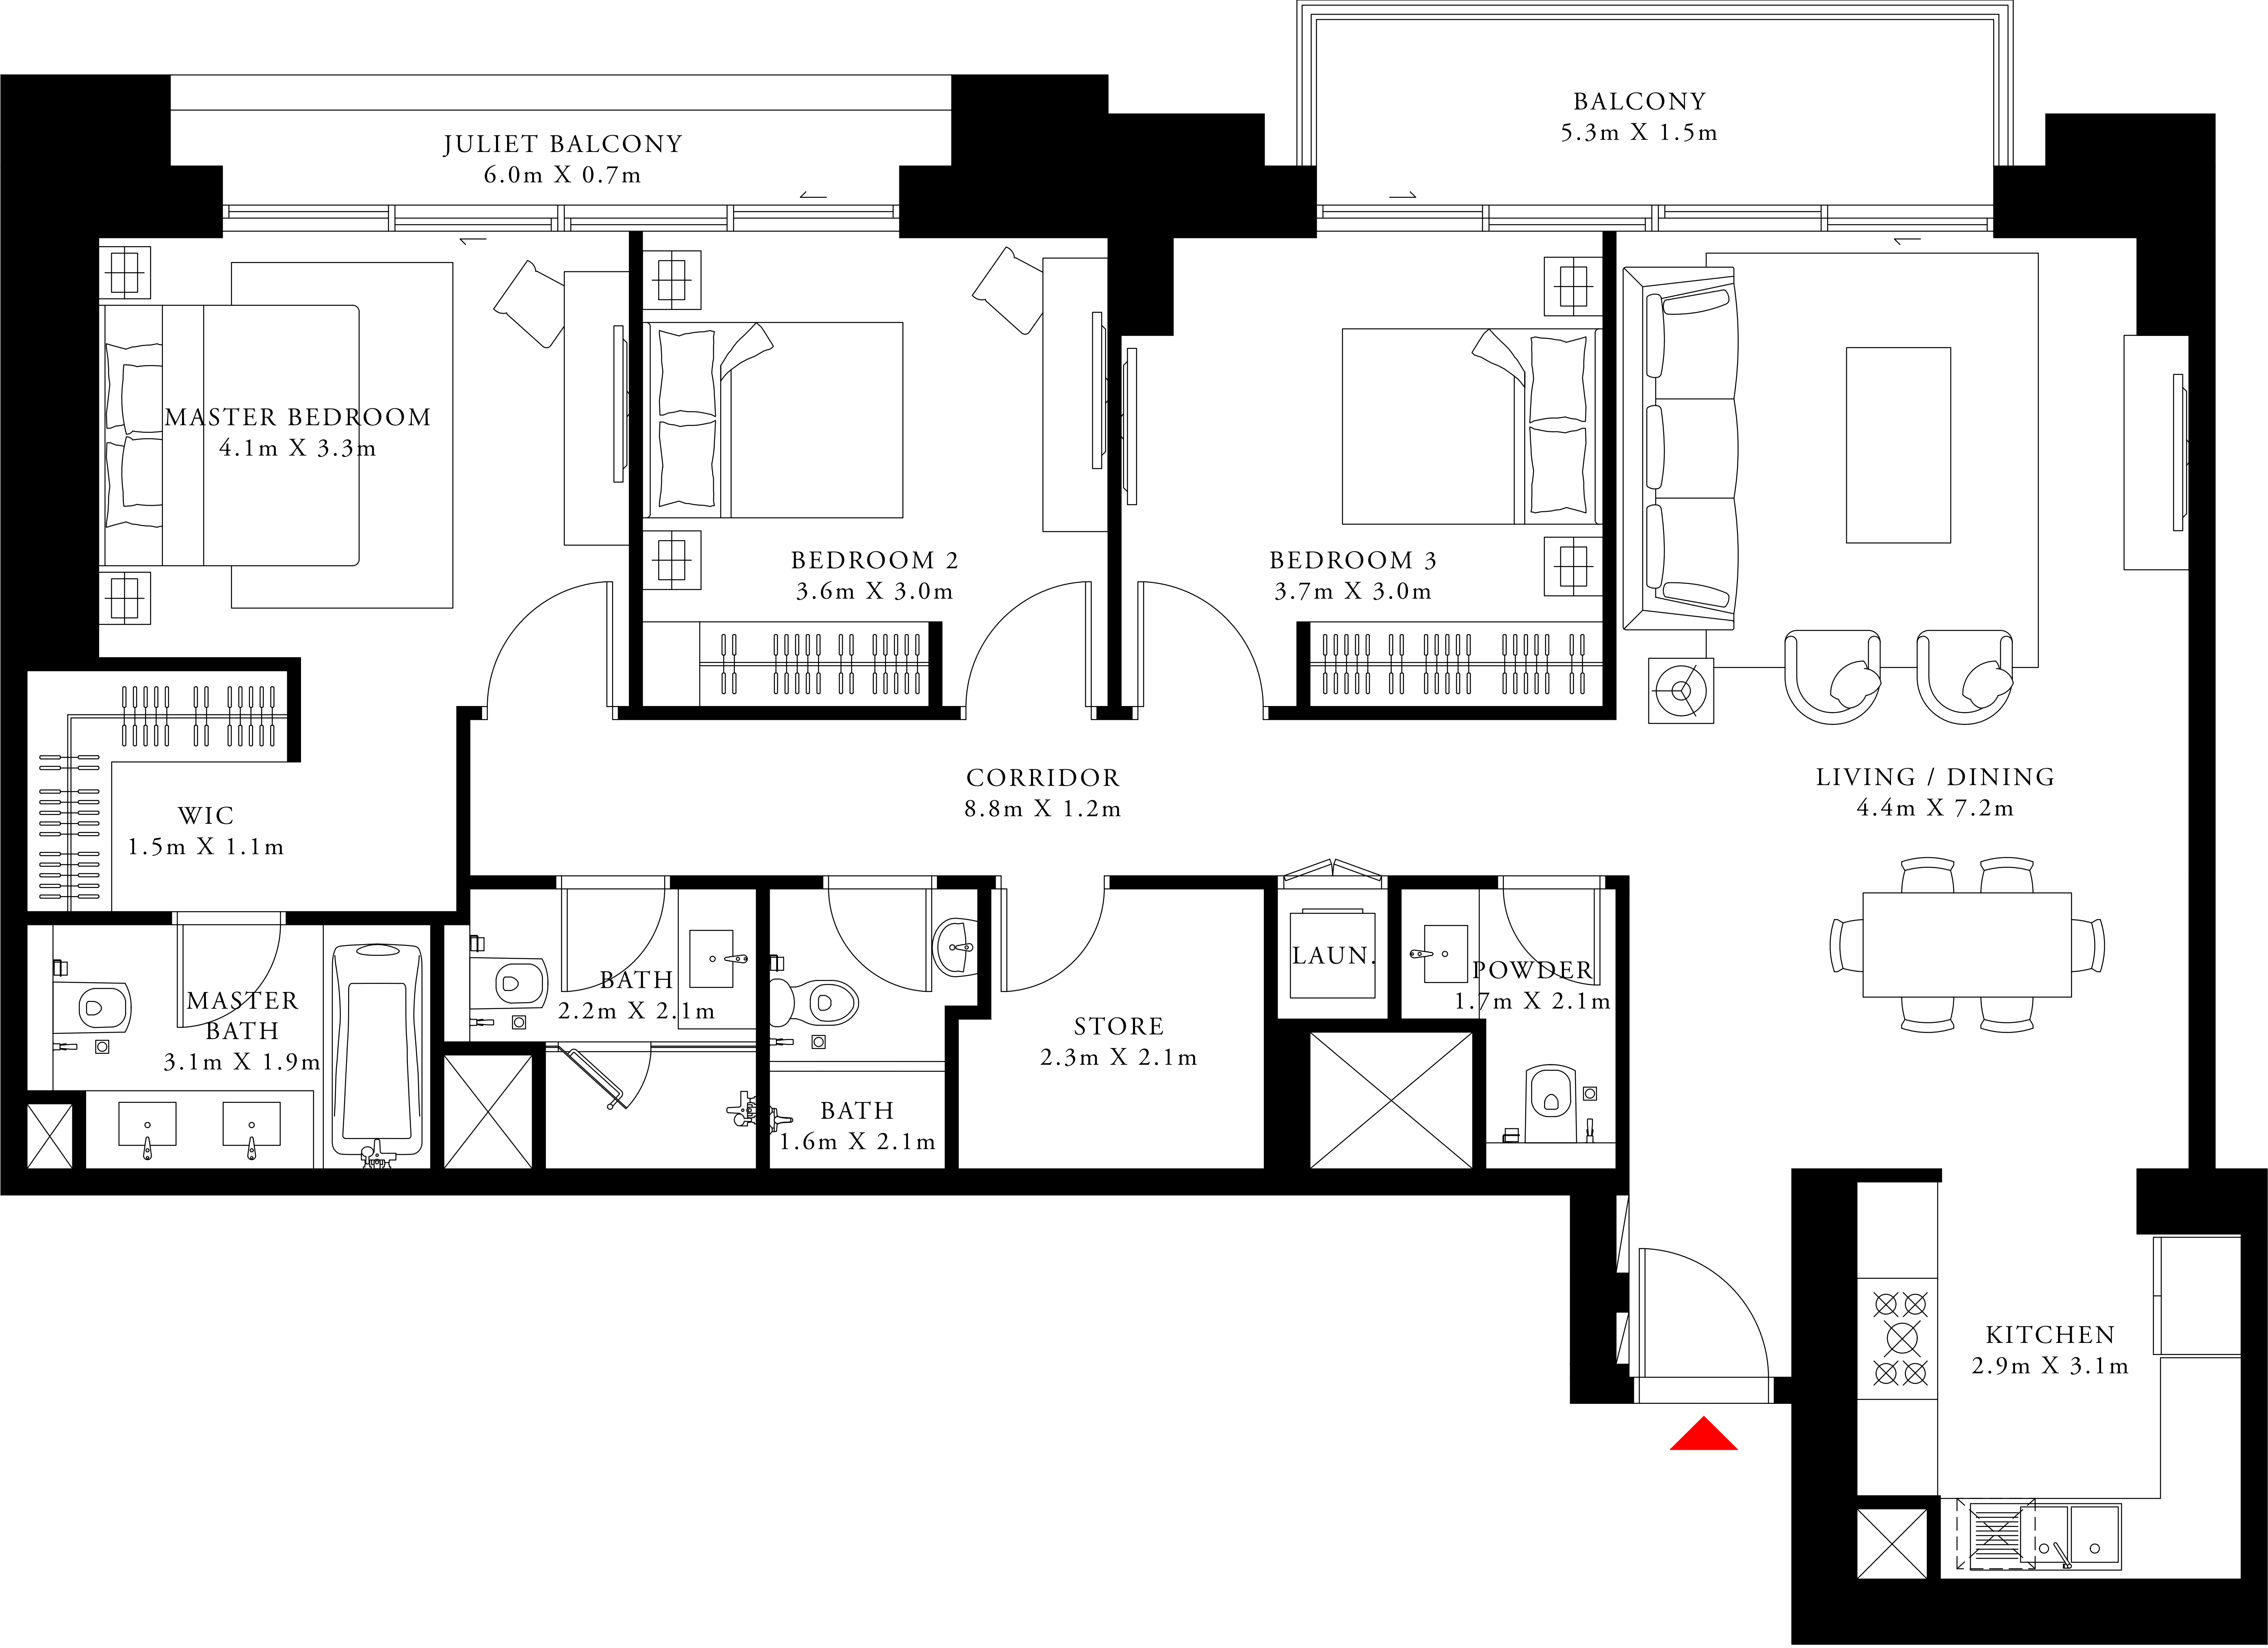 BALCONY
5.3m X 1.5m
JULIET BALCONY
6.0m X 0.7m
MASTER BEDROOM
4.1m X 3.3m
BEDROOM 2
3.6m X 3.0m
BEDROOM 3
3.7m X 3.0m
CORRIDOR
8.8m X 1.2m
LIVING / DINING
4.4m X 7.2m
WIC
1.5m X 1.1m
MASTER
BATH
3.1m X 1.9m
BATH
2.2m X 2.1m
BATH
1.6m X 2.1m
STORE
2.3m X 2.1m
LAUN.
POWDER
1.7m X 2.1m
KITCHEN
2.9m X 3.1m